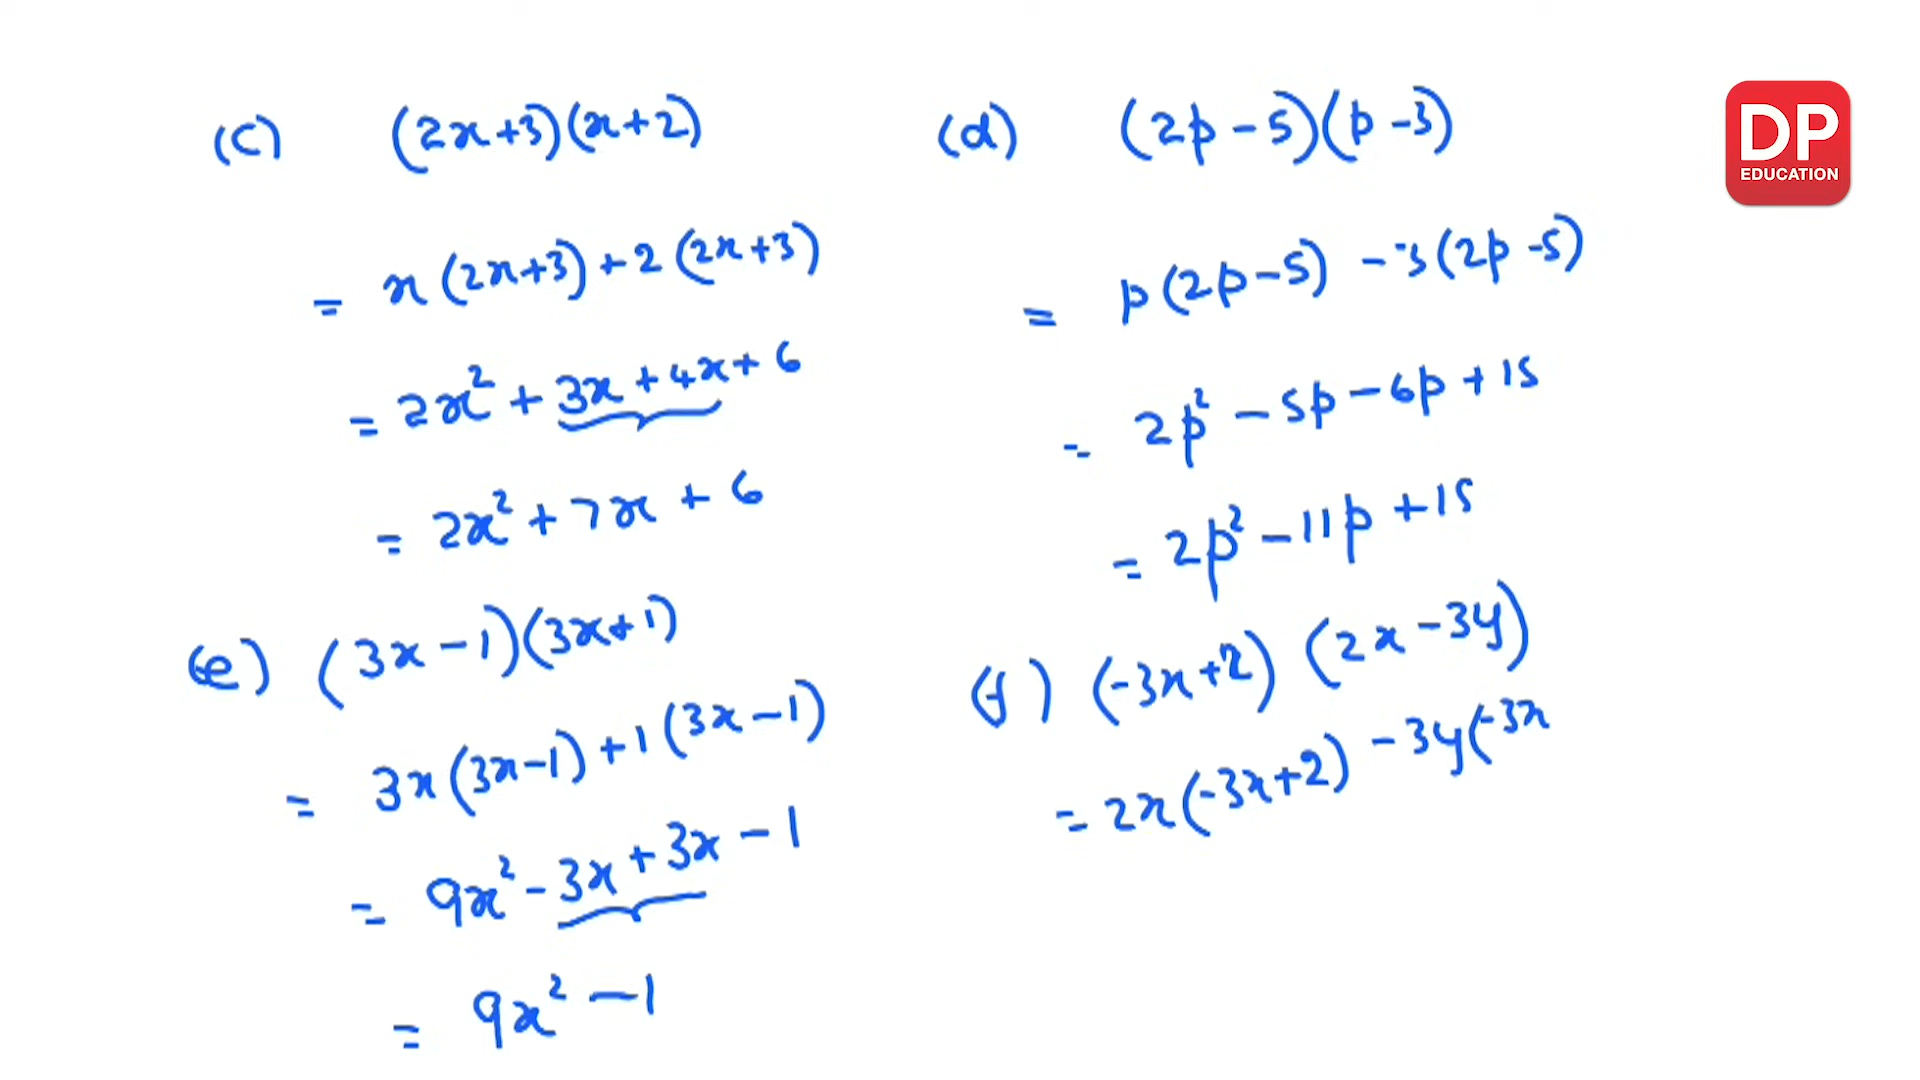 (c) (2x+3)(x+2)
= x(2x+3)+2(2x+3)
= 2x²+3x+4x+6
= 2x²+7x+6
(d) (2p-5)(p-3)
= p(2p-5)-3(2p-5)
= 2p²-5p-6p+15
= 2p²-11p+15
(e) (3x-1)(3x+1)
= 3x(3x-1)+1(3x-1)
= 9x²-3x+3x-1
= 9x²-1
(f) (-3x+2)(2x-3y)
= 2x(-3x+2)-3y(-3x
DP
EDUCATION